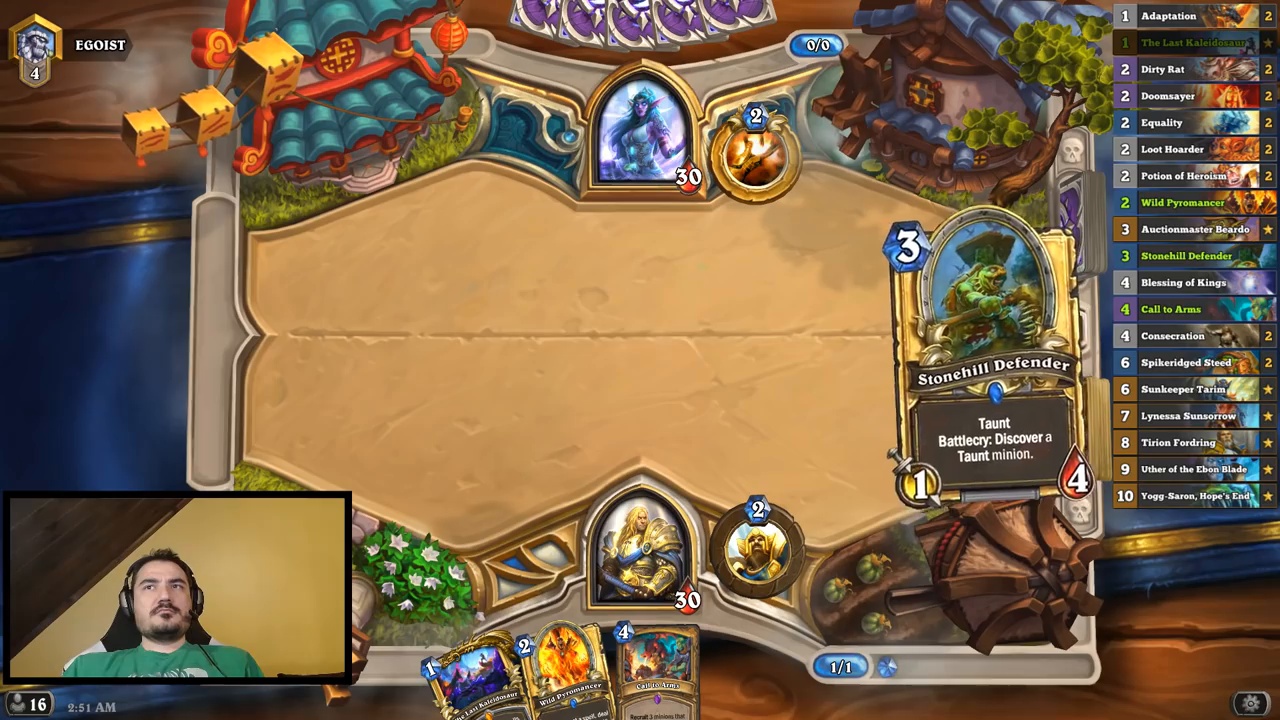 EGOIST
4
0/0
2
30
3
Stonehill Defender
Taunt
Battlecry: Discover a
Taunt minion.
1
4
2
30
1
2
Wild Pyromancer
4
Call to Arms
1/1
16
2:51 AM
1 Adaptation 2
1 The Last Kaleidosaur
2 Dirty Rat 2
2 Doomsayer 2
2 Equality 2
2 Loot Hoarder 2
2 Potion of Heroism 2
2 Wild Pyromancer
3 Auctionmaster Beardo
3 Stonehill Defender
4 Blessing of Kings
4 Call to Arms
4 Consecration 2
6 Spikeridged Steed 2
6 Sunkeeper Tarim
7 Lynessa Sunsorrow
8 Tirion Fordring
9 Uther of the Ebon Blade
10 Yogg-Saron, Hope's End